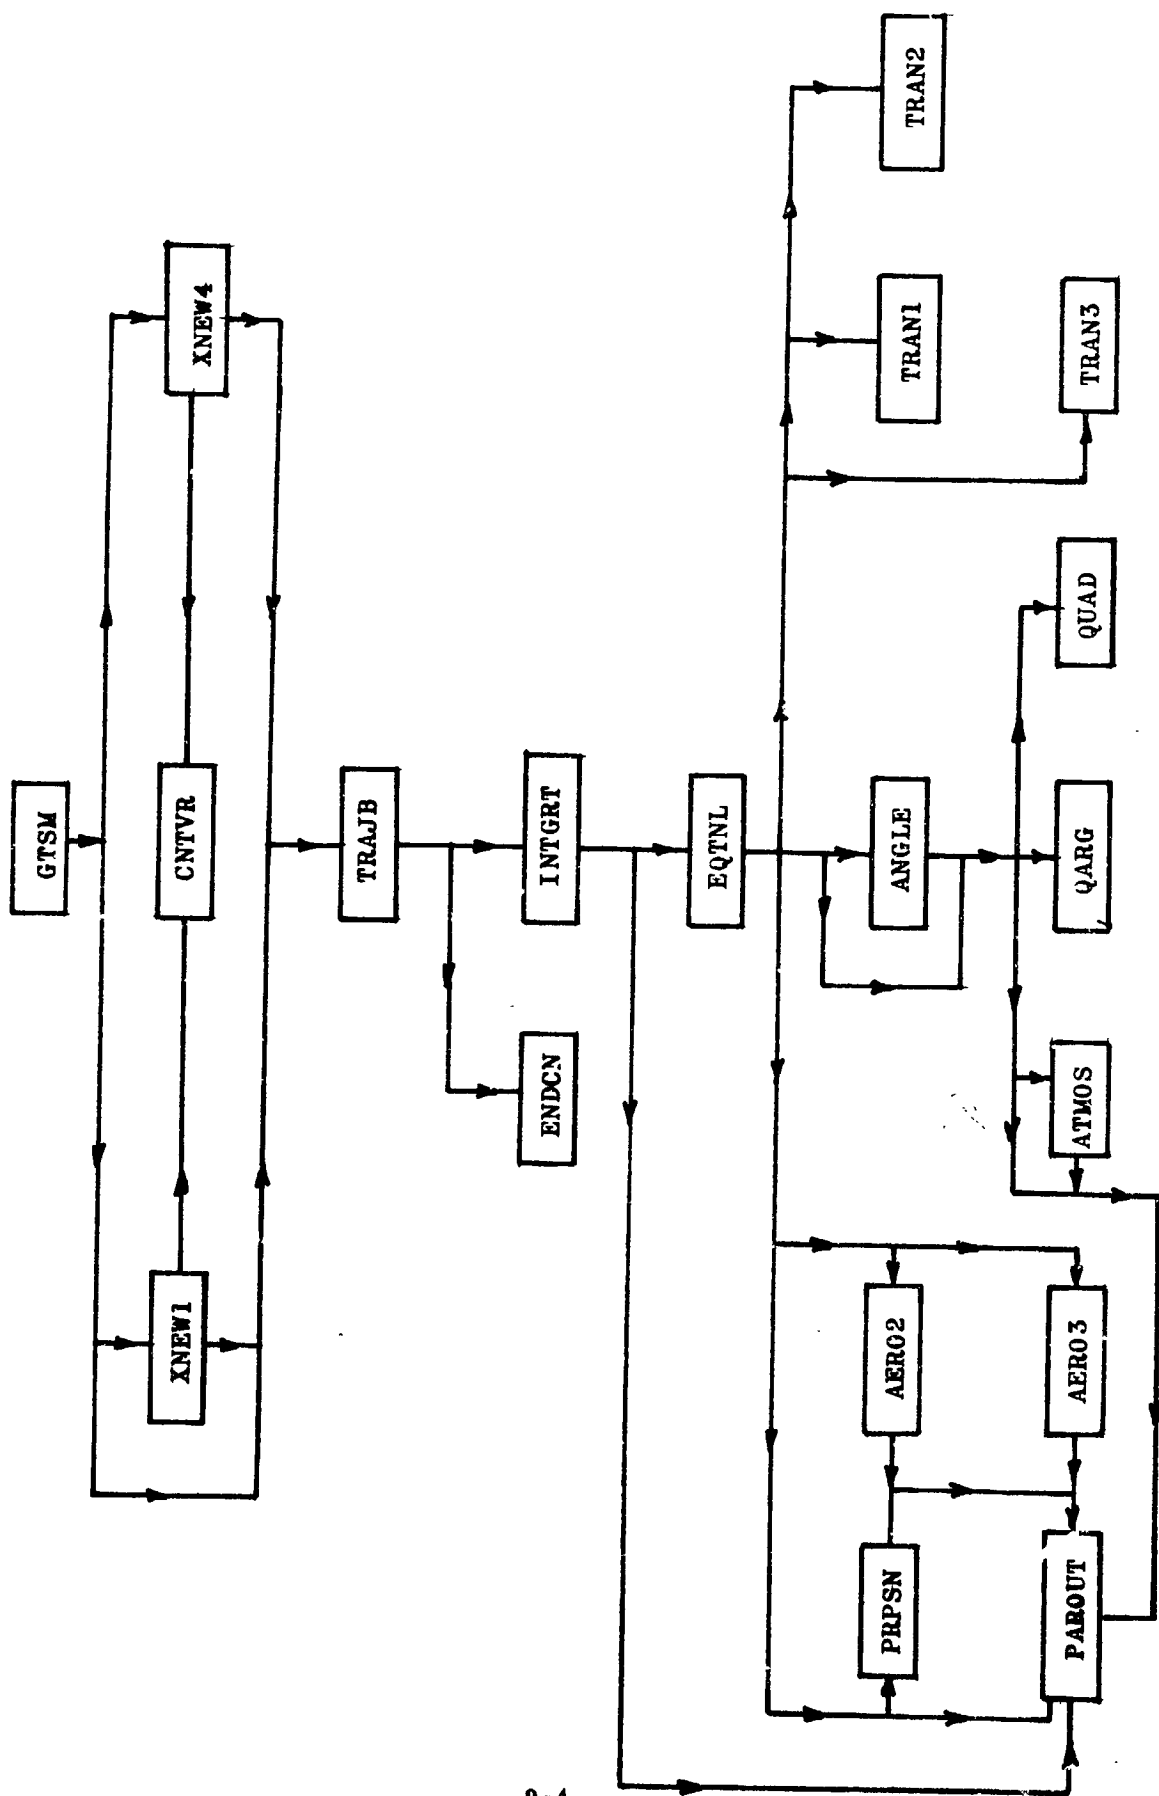 GTSM
XNEW1
CNTVR
XNEW4
TRAJB
ENDCN
INTGRT
EQTNL
PRPSN
AERO2
ANGLE
TRAN1
TRAN2
PAROUT
AERO3
ATMOS
QARG
QUAD
TRAN3